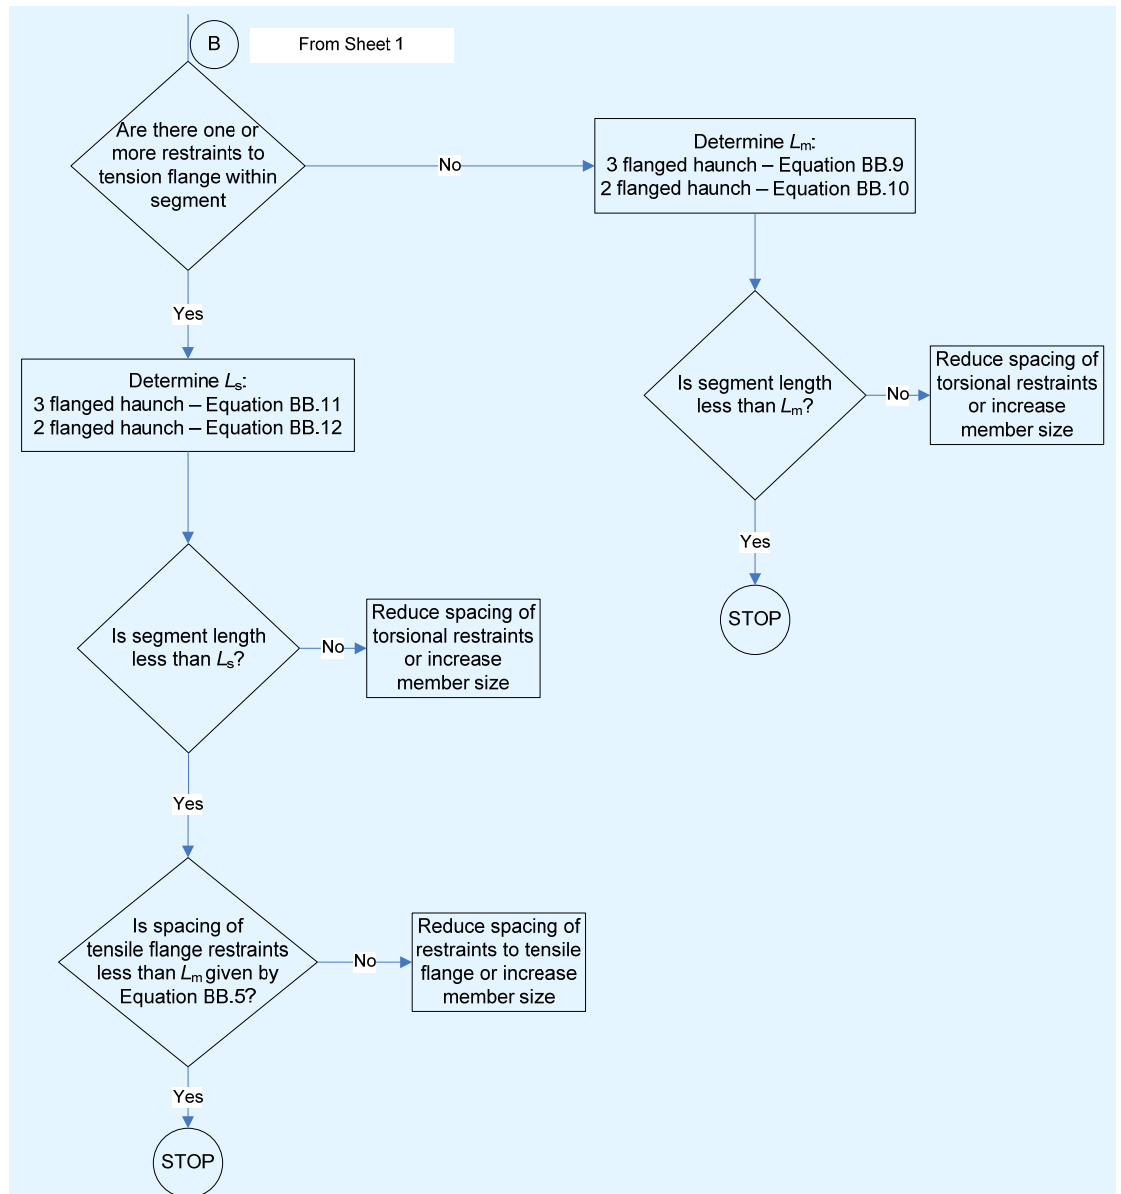 B
From Sheet 1
Are there one or
more restraints to
tension flange within
segment
No
Determine Lm:
3 flanged haunch – Equation BB.9
2 flanged haunch – Equation BB.10
Yes
Determine Ls:
3 flanged haunch – Equation BB.11
2 flanged haunch – Equation BB.12
Is segment length
less than Lm?
No
Reduce spacing of
torsional restraints
or increase
member size
Yes
STOP
Is segment length
less than Ls?
No
Reduce spacing of
torsional restraints
or increase
member size
Yes
Is spacing of
tensile flange restraints
less than Lm given by
Equation BB.5?
No
Reduce spacing of
restraints to tensile
flange or increase
member size
Yes
STOP